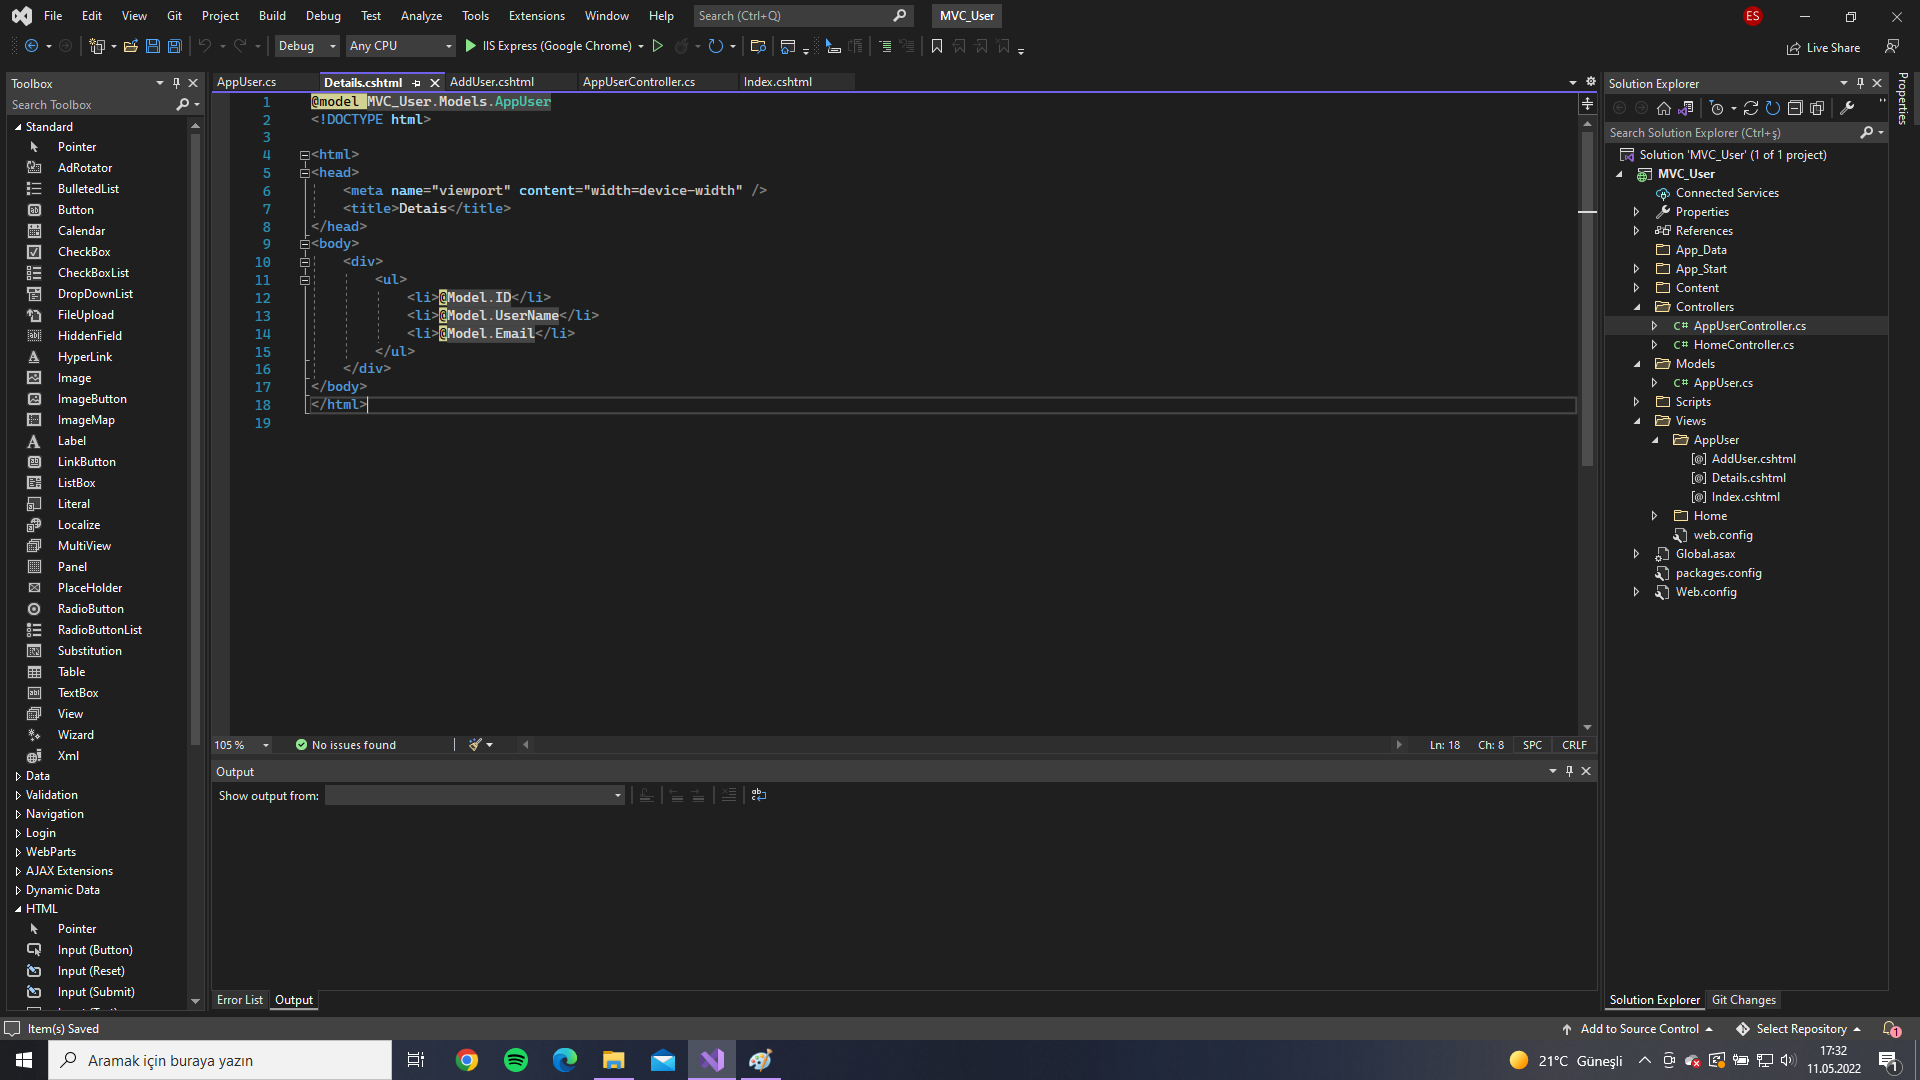 File Edit View Git Project Build Debug Test Analyze Tools Extensions Window Help Search (Ctrl+Q) MVC_User ES
Debug Any CPU IIS Express (Google Chrome) Live Share
Toolbox
Search Toolbox
Standard
Pointer
AdRotator
BulletedList
Button
Calendar
CheckBox
CheckBoxList
DropDownList
FileUpload
HiddenField
HyperLink
Image
ImageButton
ImageMap
Label
LinkButton
ListBox
Literal
Localize
MultiView
Panel
PlaceHolder
RadioButton
RadioButtonList
Substitution
Table
TextBox
View
Wizard
Xml
Data
Validation
Navigation
Login
WebParts
AJAX Extensions
Dynamic Data
HTML
Pointer
Input (Button)
Input (Reset)
Input (Submit)
AppUser.cs Details.cshtml AddUser.cshtml AppUserController.cs Index.cshtml
1 @model MVC_User.Models.AppUser
2 <!DOCTYPE html>
3
4 <html>
5 <head>
6 <meta name="viewport" content="width=device-width" />
7 <title>Detais</title>
8 </head>
9 <body>
10 <div>
11 <ul>
12 <li>@Model.ID</li>
13 <li>@Model.UserName</li>
14 <li>@Model.Email</li>
15 </ul>
16 </div>
17 </body>
18 </html>
19
105 % No issues found Ln: 18 Ch: 8 SPC CRLF
Output
Show output from:
Error List Output
Solution Explorer
Search Solution Explorer (Ctrl+ş)
Solution 'MVC_User' (1 of 1 project)
MVC_User
Connected Services
Properties
References
App_Data
App_Start
Content
Controllers
C# AppUserController.cs
C# HomeController.cs
Models
C# AppUser.cs
Scripts
Views
AppUser
[@] AddUser.cshtml
[@] Details.cshtml
[@] Index.cshtml
Home
web.config
Global.asax
packages.config
Web.config
Solution Explorer Git Changes
Properties
Item(s) Saved Add to Source Control Select Repository 1
Aramak için buraya yazın 21°C Güneşli 17:32
11.05.2022 1